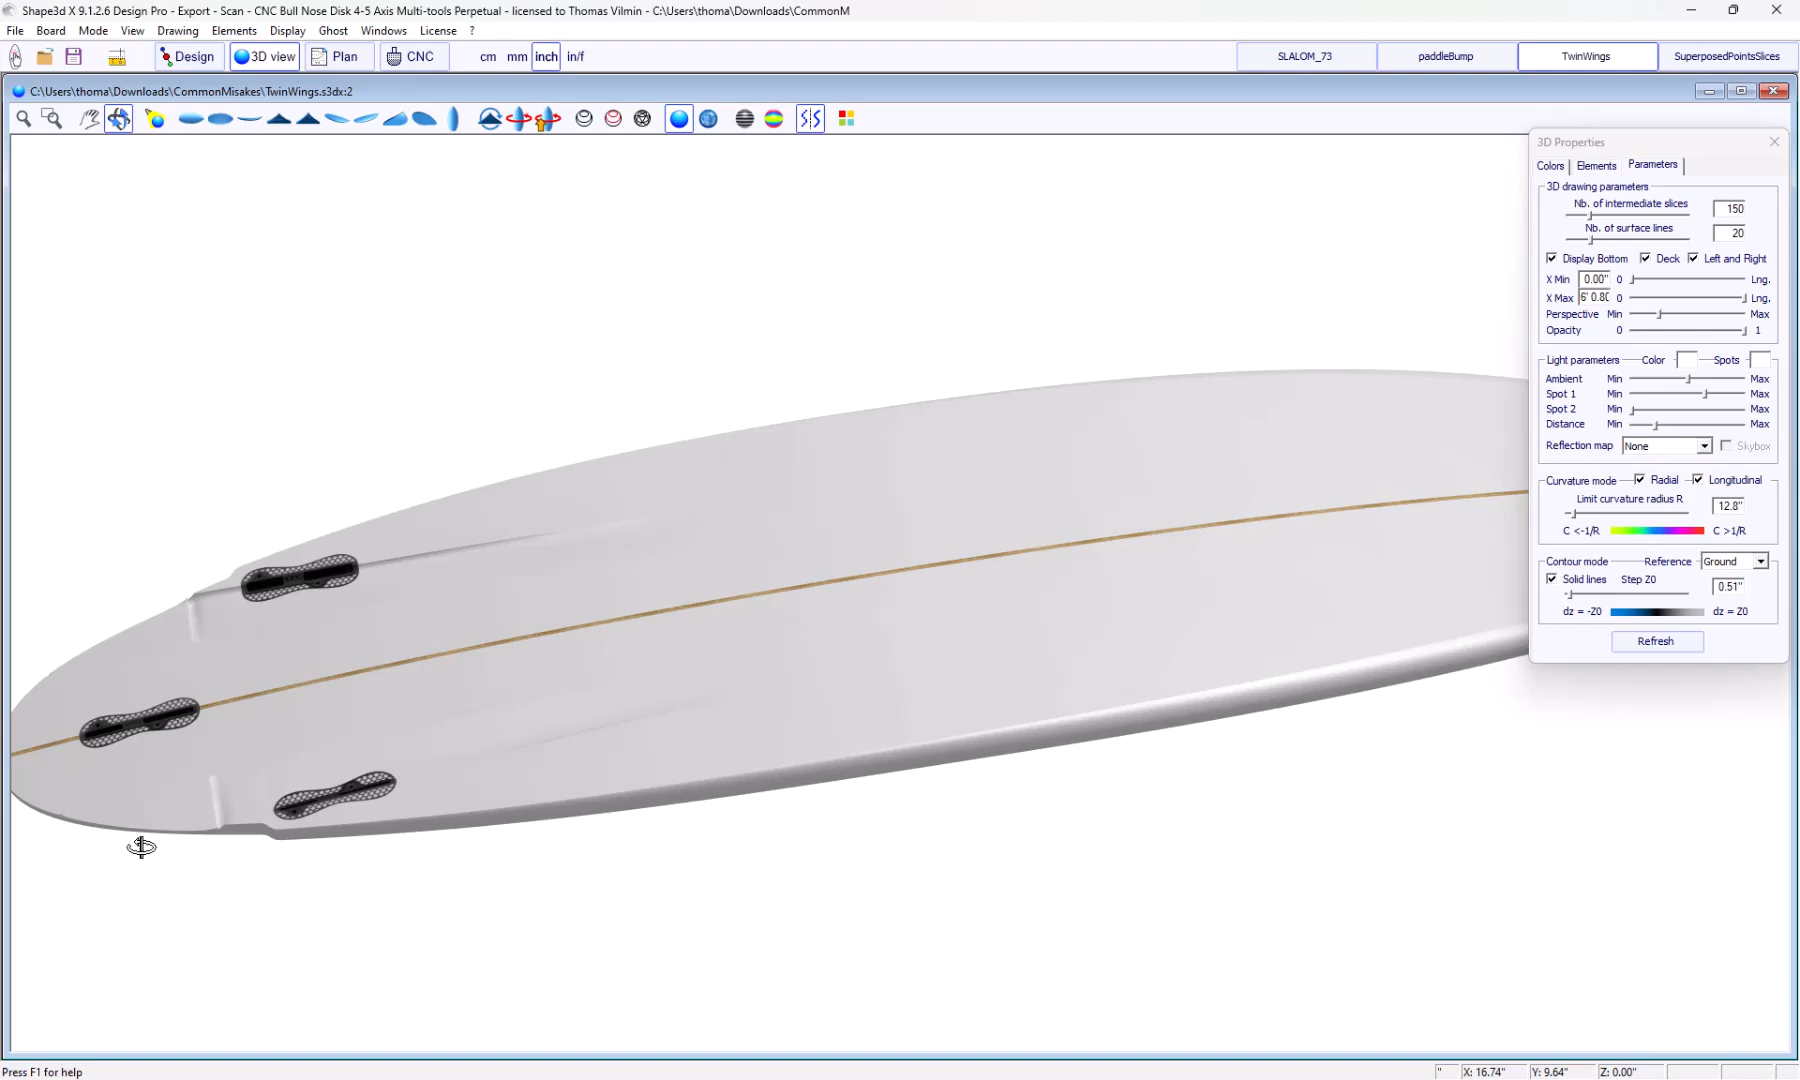 Shape3d X 9.1.2.6 Design Pro - Export - Scan - CNC Bull Nose Disk 4-5 Axis Multi-tools Perpetual - licensed to Thomas Vilmin - C:\Users\thoma\Downloads\CommonM
File Board Mode View Drawing Elements Display Ghost Windows License ?
Design 3D view Plan CNC cm mm inch in/f SLALOM_73 paddleBump TwinWings SuperposedPointsSlices
C:\Users\thoma\Downloads\CommonMisakes\TwinWings.s3dx:2
3D Properties
Colors Elements Parameters
3D drawing parameters
Nb. of intermediate slices 150
Nb. of surface lines 20
Display Bottom Deck Left and Right
X Min 0.00" 0 Lng.
X Max 6' 0.80 0 Lng.
Perspective Min Max
Opacity 0 1
Light parameters Color Spots
Ambient Min Max
Spot 1 Min Max
Spot 2 Min Max
Distance Min Max
Reflection map None Skybox
Curvature mode Radial Longitudinal
Limit curvature radius R 12.8"
C <-1/R C >1/R
Contour mode Reference Ground
Solid lines Step Z0 0.51"
dz = -Z0 dz = Z0
Refresh
Press F1 for help " X: 16.74" Y: 9.64" Z: 0.00"